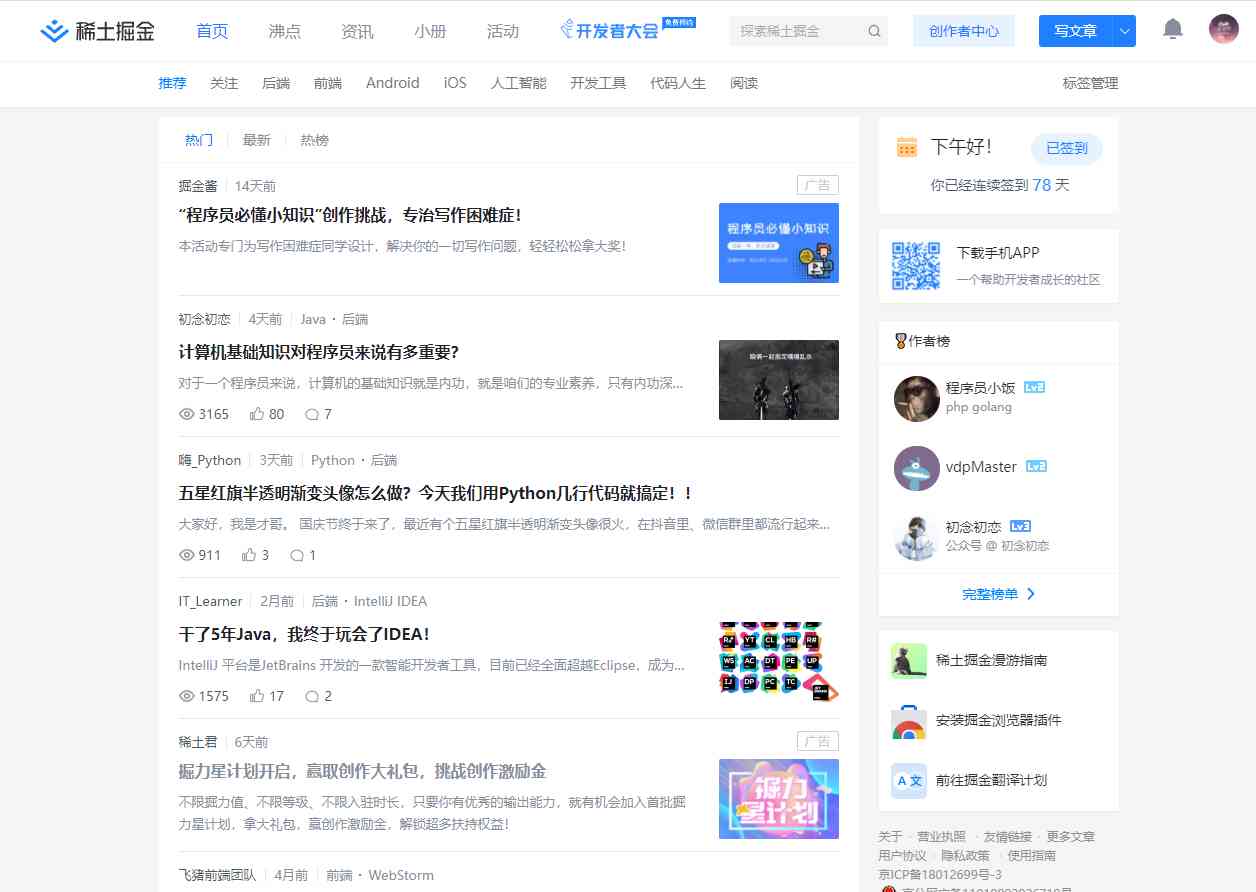 稀土掘金
首页 沸点 资讯 小册 活动 开发者大会 免费预约 探索稀土掘金 创作者中心 写文章
推荐 关注 后端 前端 Android iOS 人工智能 开发工具 代码人生 阅读 标签管理
热门 最新 热榜
掘金酱 14天前 广告
“程序员必懂小知识”创作挑战，专治写作困难症！
本活动专门为写作困难症同学设计，解决你的一切写作问题，轻轻松松拿大奖！
程序员必懂小知识
初念初恋 4天前 Java · 后端
计算机基础知识对程序员来说有多重要?
对于一个程序员来说，计算机的基础知识就是内功，就是咱们的专业素养，只有内功深...
3165 80 7
嗨_Python 3天前 Python · 后端
五星红旗半透明渐变头像怎么做？今天我们用Python几行代码就搞定！！
大家好，我是才哥。 国庆节终于来了，最近有个五星红旗半透明渐变头像很火，在抖音里、微信群里都流行起来...
911 3 1
IT_Learner 2月前 后端 · IntelliJ IDEA
干了5年Java，我终于玩会了IDEA！
IntelliJ 平台是JetBrains 开发的一款智能开发者工具，目前已经全面超越Eclipse，成为...
1575 17 2
R# YT CL HB R#
WS AC DT PE UP
IJ DP PC TC
稀土君 6天前 广告
掘力星计划开启，赢取创作大礼包，挑战创作激励金
不限掘力值、不限等级、不限入驻时长，只要你有优秀的输出能力，就有机会加入首批掘
力星计划，拿大礼包，赢创作激励金，解锁超多扶持权益！
掘力
星计划
飞猪前端团队 4月前 前端 · WebStorm
下午好！ 已签到
你已经连续签到 78 天
下载手机APP
一个帮助开发者成长的社区
作者榜
程序员小饭 Lv2
php golang
vdpMaster Lv2
初念初恋 Lv3
公众号 @ 初念初恋
完整榜单
稀土掘金漫游指南
安装掘金浏览器插件
A 文 前往掘金翻译计划
关于 · 营业执照 · 友情链接 · 更多文章
用户协议 · 隐私政策 · 使用指南
京ICP备18012699号-3